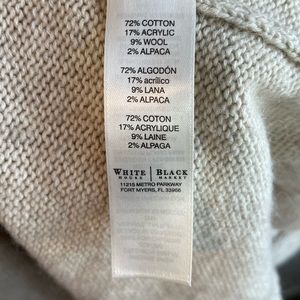 72% COTTON
17% ACRYLIC
9% WOOL
2% ALPACA
72% ALGODÓN
17% acrílico
9% LANA
2% ALPACA
72% COTON
17% ACRYLIQUE
9% LAINE
2% ALPAGA
WHITE | BLACK
HOUSE | MARKET
11215 METRO PARKWAY
FORT MYERS, FL 33966